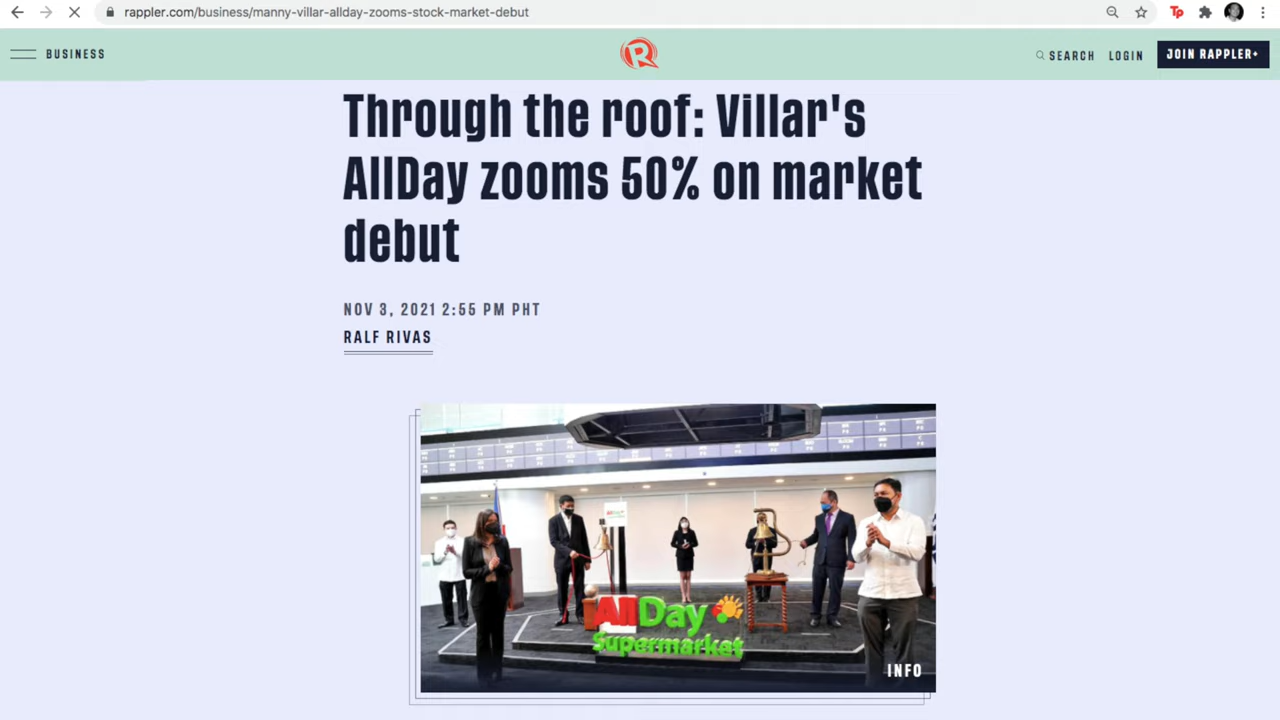 rappler.com/business/manny-villar-allday-zooms-stock-market-debut
Tp
BUSINESS
R
SEARCH LOGIN JOIN RAPPLER+
Through the roof: Villar's
AllDay zooms 50% on market
debut
NOV 3, 2021 2:55 PM PHT
RALF RIVAS
AllDay
Supermarket
INFO